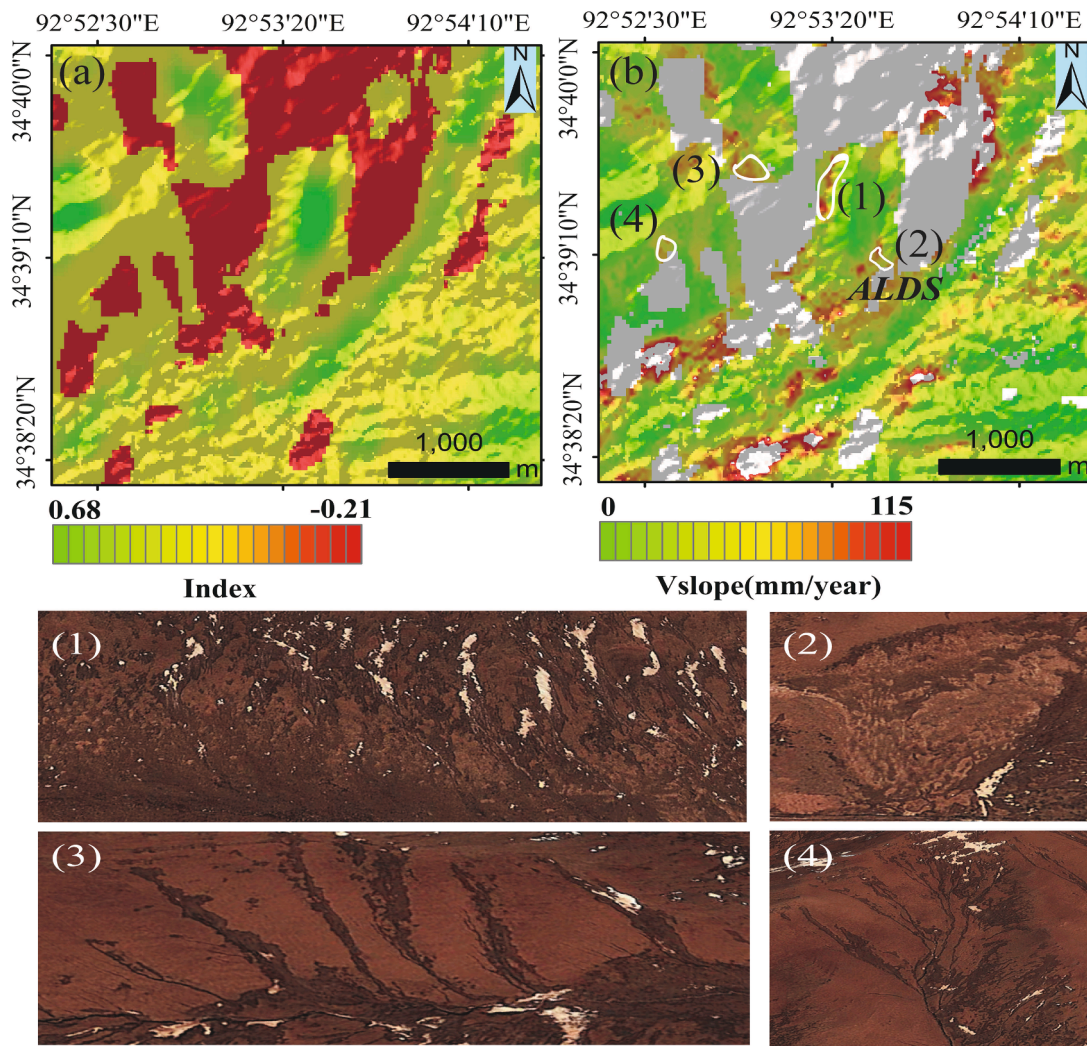 92°52'30"E 92°53'20"E 92°54'10"E
92°52'30"E 92°53'20"E 92°54'10"E
(a)
N
34°40'0"N
34°39'10"N
34°38'20"N
1,000
m
(b)
N
34°40'0"N
34°39'10"N
34°38'20"N
(3)
(1)
(4)
(2)
ALDS
1,000
m
0.68 -0.21
Index
0 115
Vslope(mm/year)
(1)
(2)
(3)
(4)